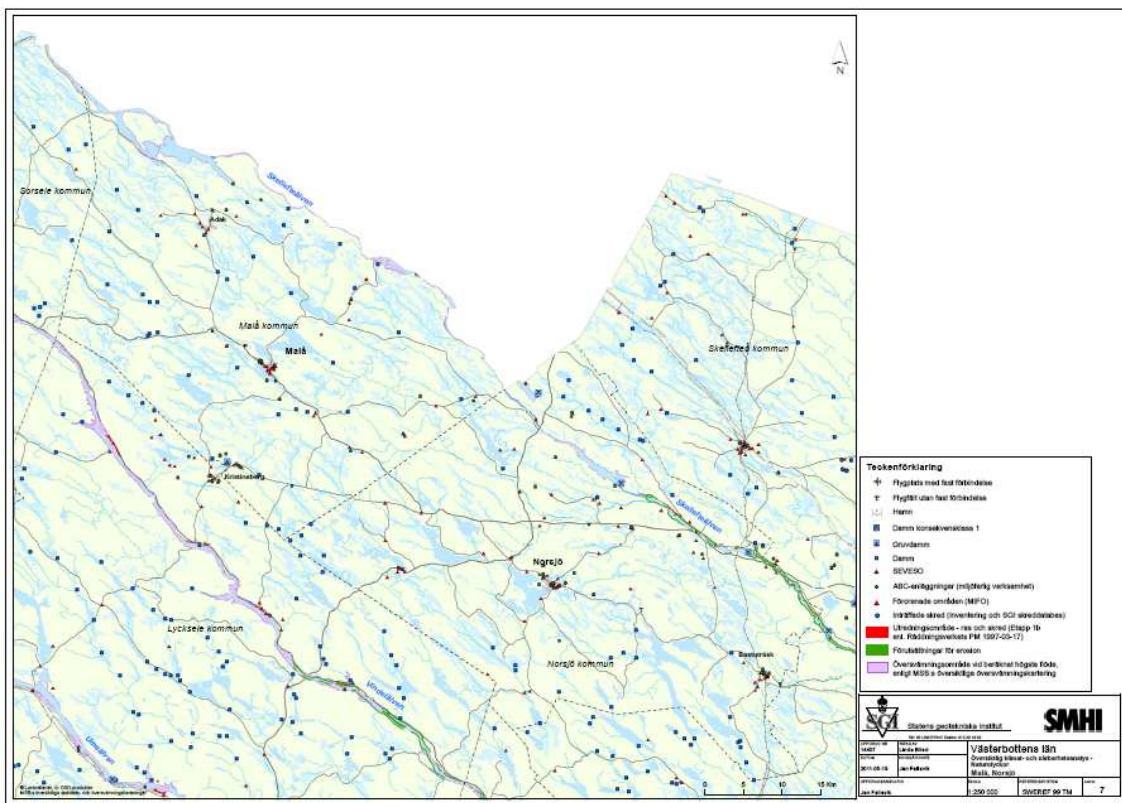 N
Skellefteälven
Sorsele kommun
Adak
Malå kommun
Malå
Skellefteå kommun
Kristineberg
Skellefteälven
Norsjö
Lycksele kommun
Norsjö kommun
Bastuträsk
Vindelälven
Umeälven
0 5 10 15 Km
Teckenförklaring
Flygplats med fast förbindelse
Flygfält utan fast förbindelse
Hamn
Damm konsekvensklass 1
Gruvdamm
Damm
SEVESO
ABC-anläggningar (miljöfarlig verksamhet)
Förorenade områden (MIFO)
Inträffade skred (Inventering och SGI skreddatabas)
Utredningsområde - ras och skred (Etapp 1b
enl. Räddningsverkets PM 1997-03-17)
Förutsättningar för erosion
Översvämningsområde vid beräknat högsta flöde,
enligt MSB:s översiktliga översvämningskartering
SGI Statens geotekniska institut
SMHI
Västerbottens län
Översiktlig klimat- och sårbarhetsanalys -
Naturolyckor
Malå, Norsjö
Jan Fallsvik
1:250 000
SWEREF 99 TM
7